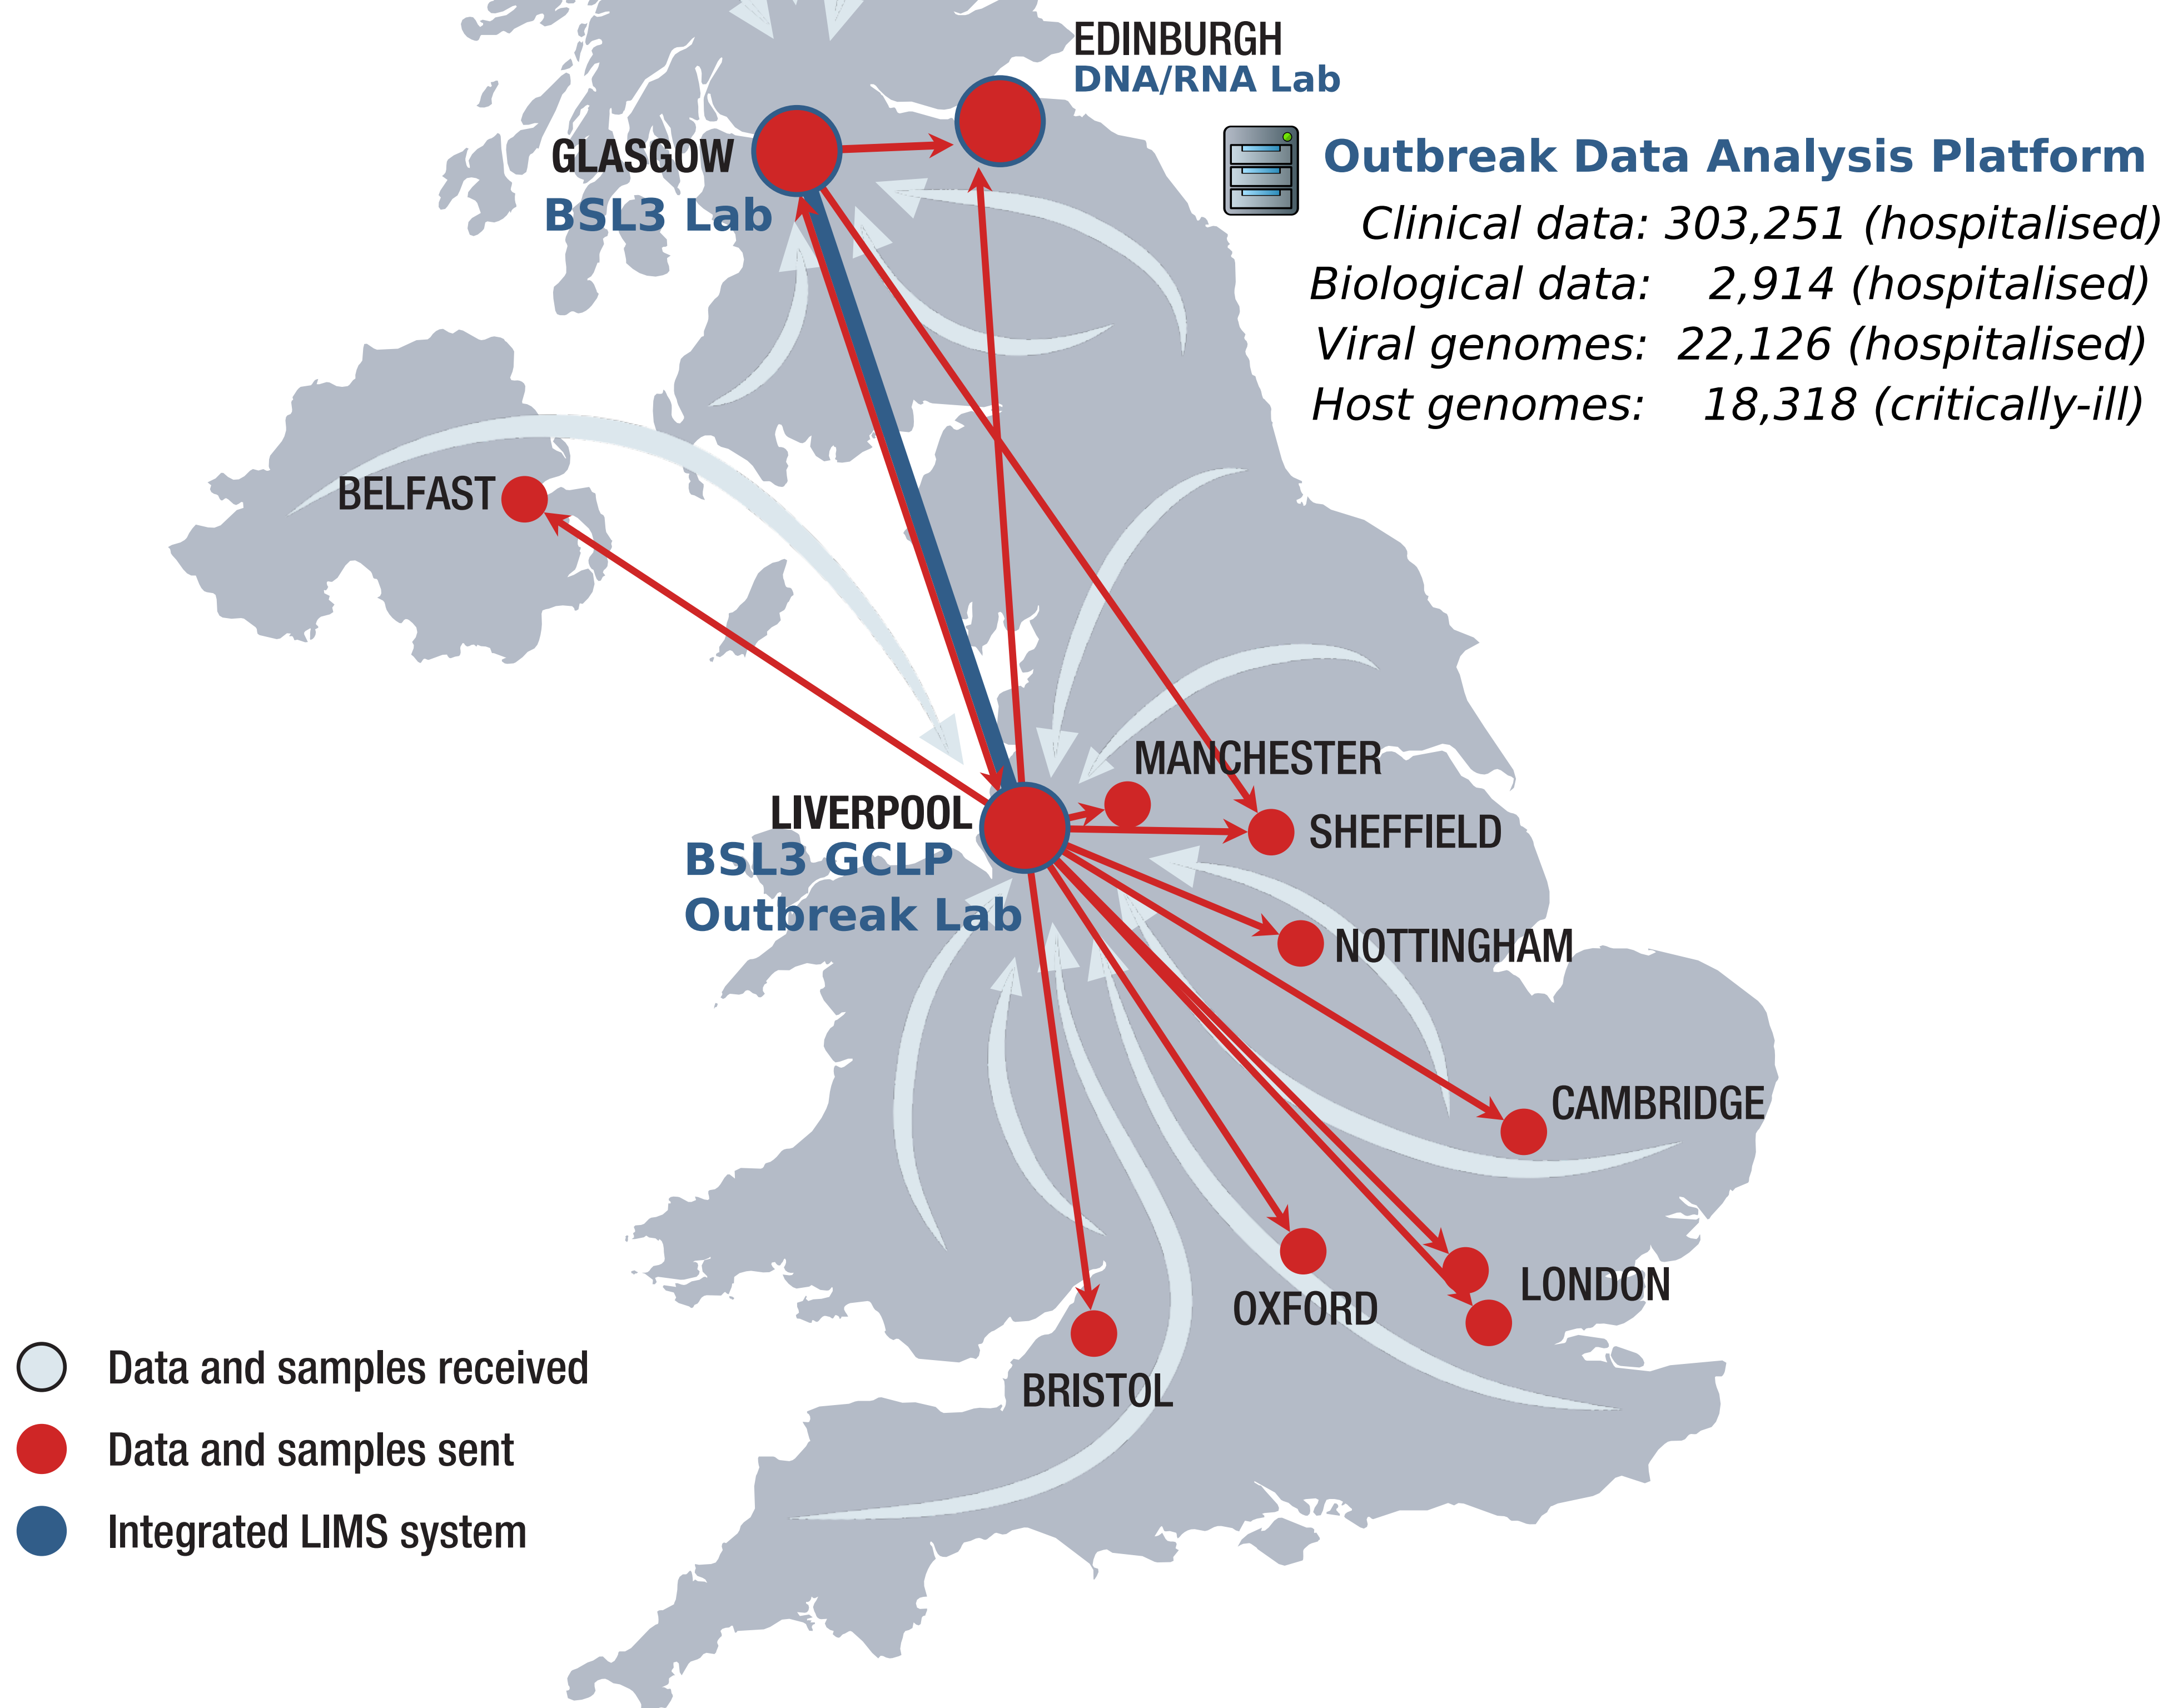 EDINBURGH
DNA/RNA Lab
GLASGOW
BSL3 Lab
Outbreak Data Analysis Platform
Clinical data: 303,251 (hospitalised)
Biological data: 2,914 (hospitalised)
Viral genomes: 22,126 (hospitalised)
Host genomes: 18,318 (critically-ill)
BELFAST
MANCHESTER
LIVERPOOL
BSL3 GCLP
Outbreak Lab
SHEFFIELD
NOTTINGHAM
CAMBRIDGE
LONDON
OXFORD
BRISTOL
Data and samples received
Data and samples sent
Integrated LIMS system